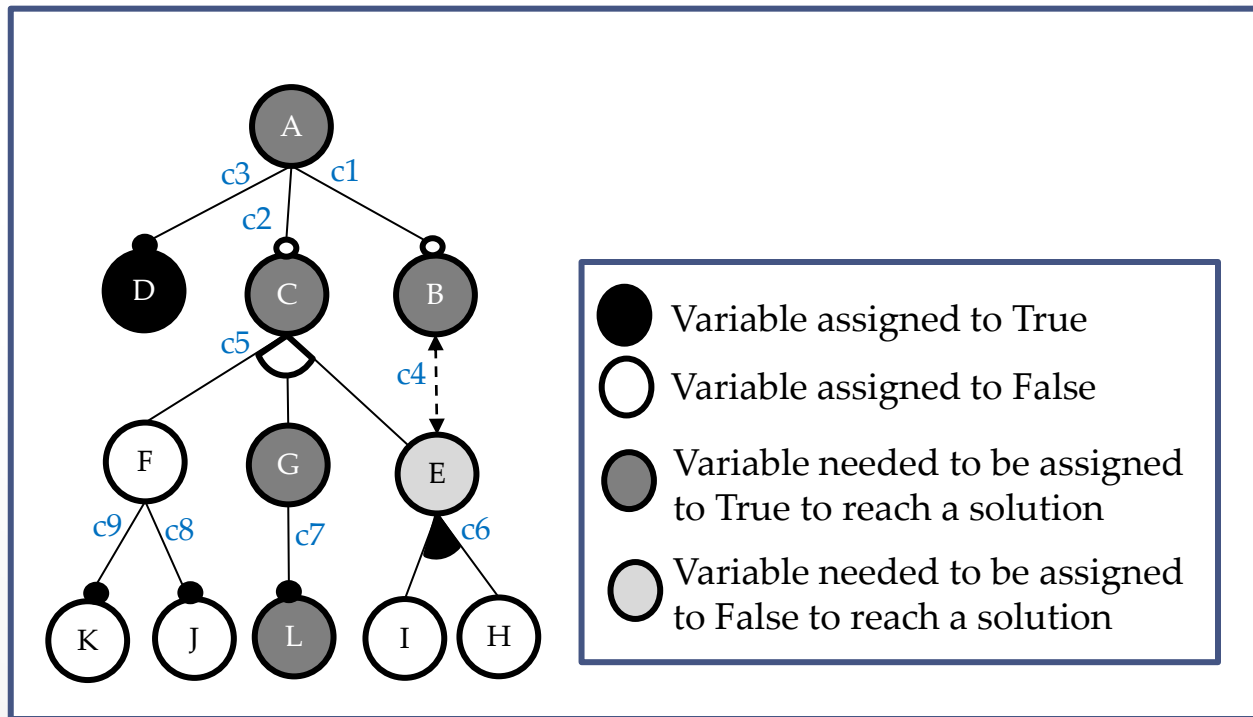 A
c3
c1
c2
D
C
B
c5
c4
F
G
E
c9
c8
c7
c6
K
J
L
I
H
Variable assigned to True
Variable assigned to False
Variable needed to be assigned
to True to reach a solution
Variable needed to be assigned
to False to reach a solution